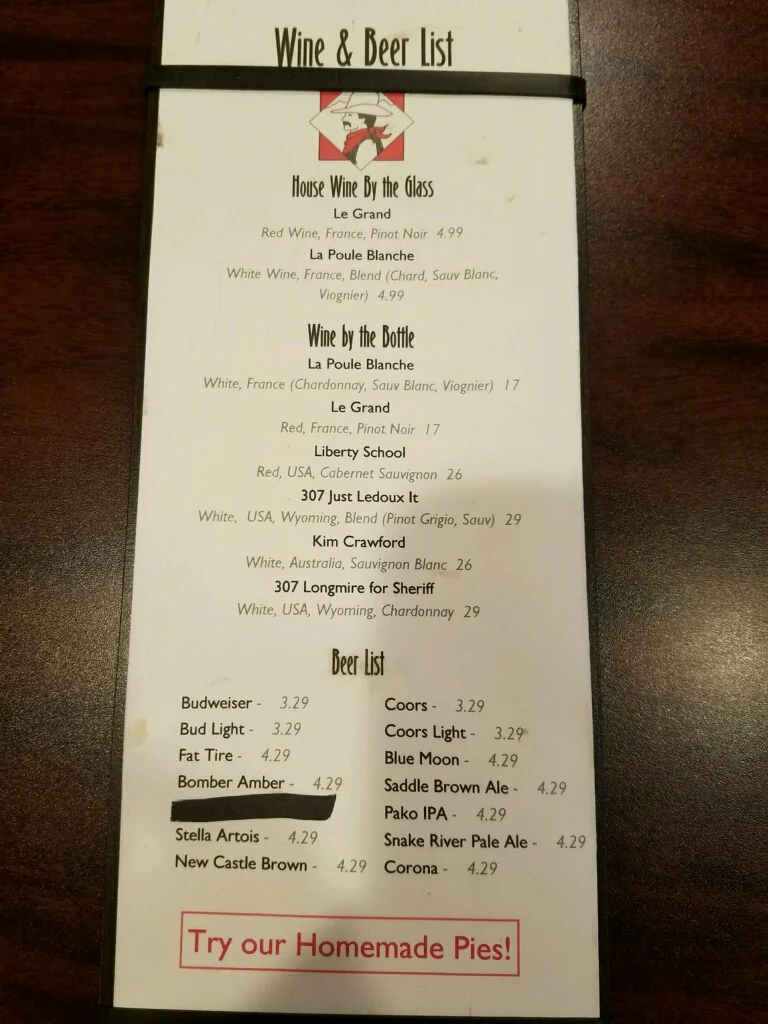 Wine & Beer List
House Wine By the Glass
Le Grand
Red Wine, France, Pinot Noir 4.99
La Poule Blanche
White Wine, France, Blend (Chard, Sauv Blanc,
Viognier) 4.99
Wine by the Bottle
La Poule Blanche
White, France (Chardonnay, Sauv Blanc, Viognier) 17
Le Grand
Red, France, Pinot Noir 17
Liberty School
Red, USA, Cabernet Sauvignon 26
307 Just Ledoux It
White, USA, Wyoming, Blend (Pinot Grigio, Sauv) 29
Kim Crawford
White, Australia, Sauvignon Blanc 26
307 Longmire for Sheriff
White, USA, Wyoming, Chardonnay 29
Beer List
Budweiser - 3.29
Bud Light - 3.29
Fat Tire - 4.29
Bomber Amber - 4.29
Stella Artois - 4.29
New Castle Brown - 4.29
Coors - 3.29
Coors Light - 3.29
Blue Moon - 4.29
Saddle Brown Ale - 4.29
Pako IPA - 4.29
Snake River Pale Ale - 4.29
Corona - 4.29
Try our Homemade Pies!